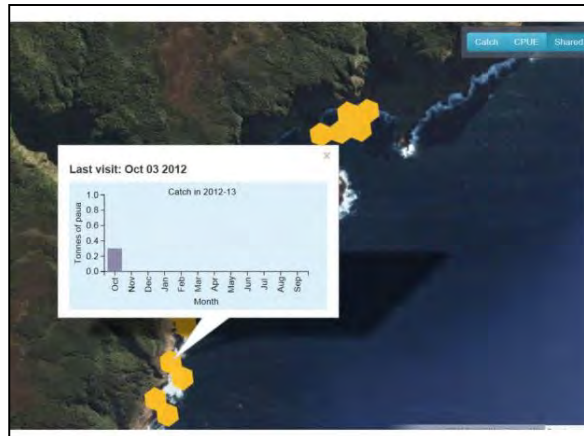 Catch CPUE Shared
×
Last visit: Oct 03 2012
Catch in 2012-13
Tonnes of paua
1.0
0.8
0.6
0.4
0.2
0.0
Oct Nov Dec Jan Feb Mar Apr May Jun Jul Aug Sep
Month